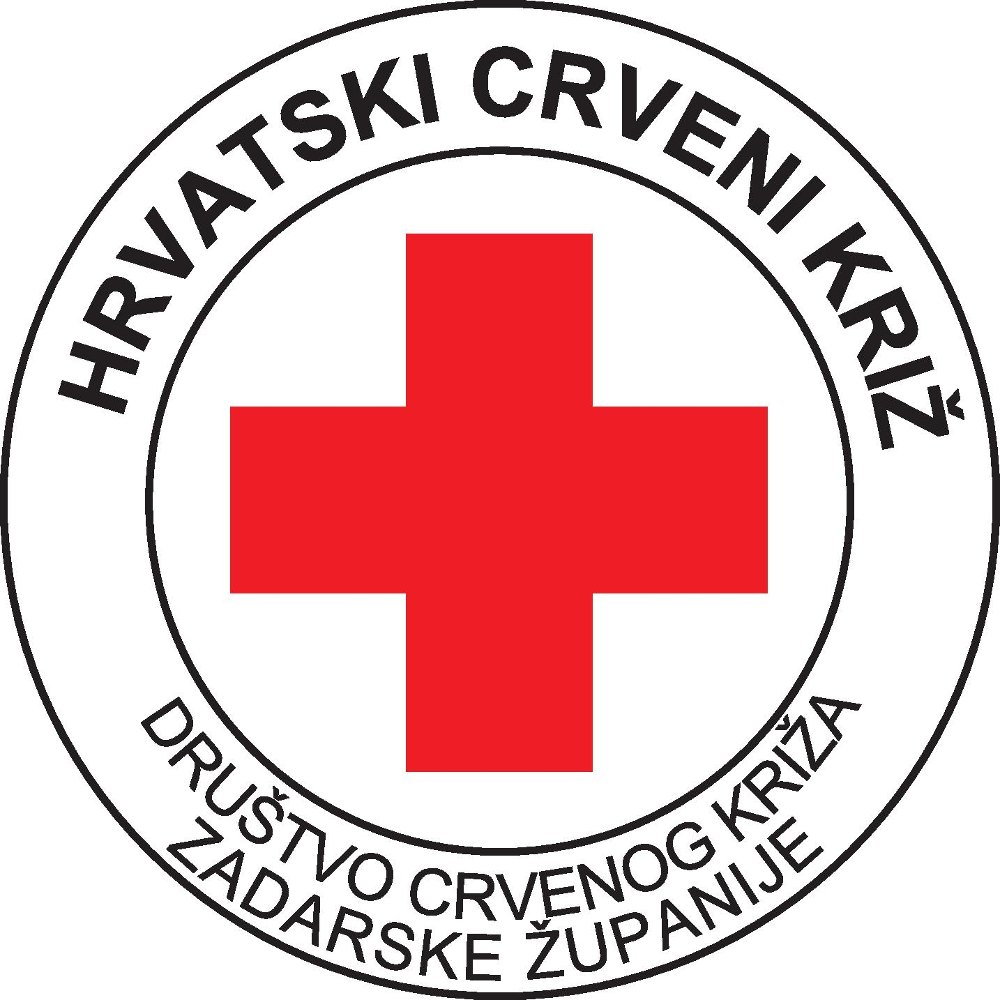 HRVATSKI CRVENI KRIŽ
DRUŠTVO CRVENOG KRIŽA
ZADARSKE ŽUPANIJE